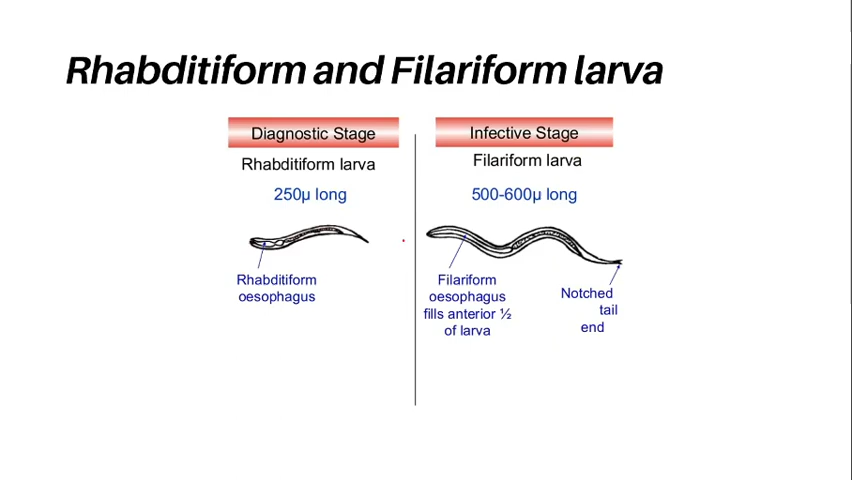 Rhabditiform and Filariform larva
Diagnostic Stage
Rhabditiform larva
250µ long
Rhabditiform
oesophagus
Infective Stage
Filariform larva
500-600µ long
Filariform
oesophagus
fills anterior ½
of larva
Notched
tail
end